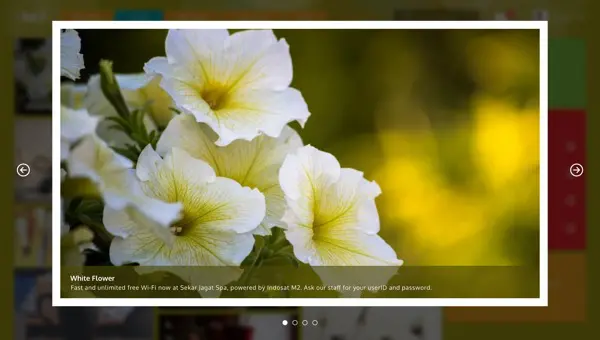 White Flower
Fast and unlimited free Wi-Fi now at Sekar Jagat Spa, powered by Indosat M2. Ask our staff for your userID and password.